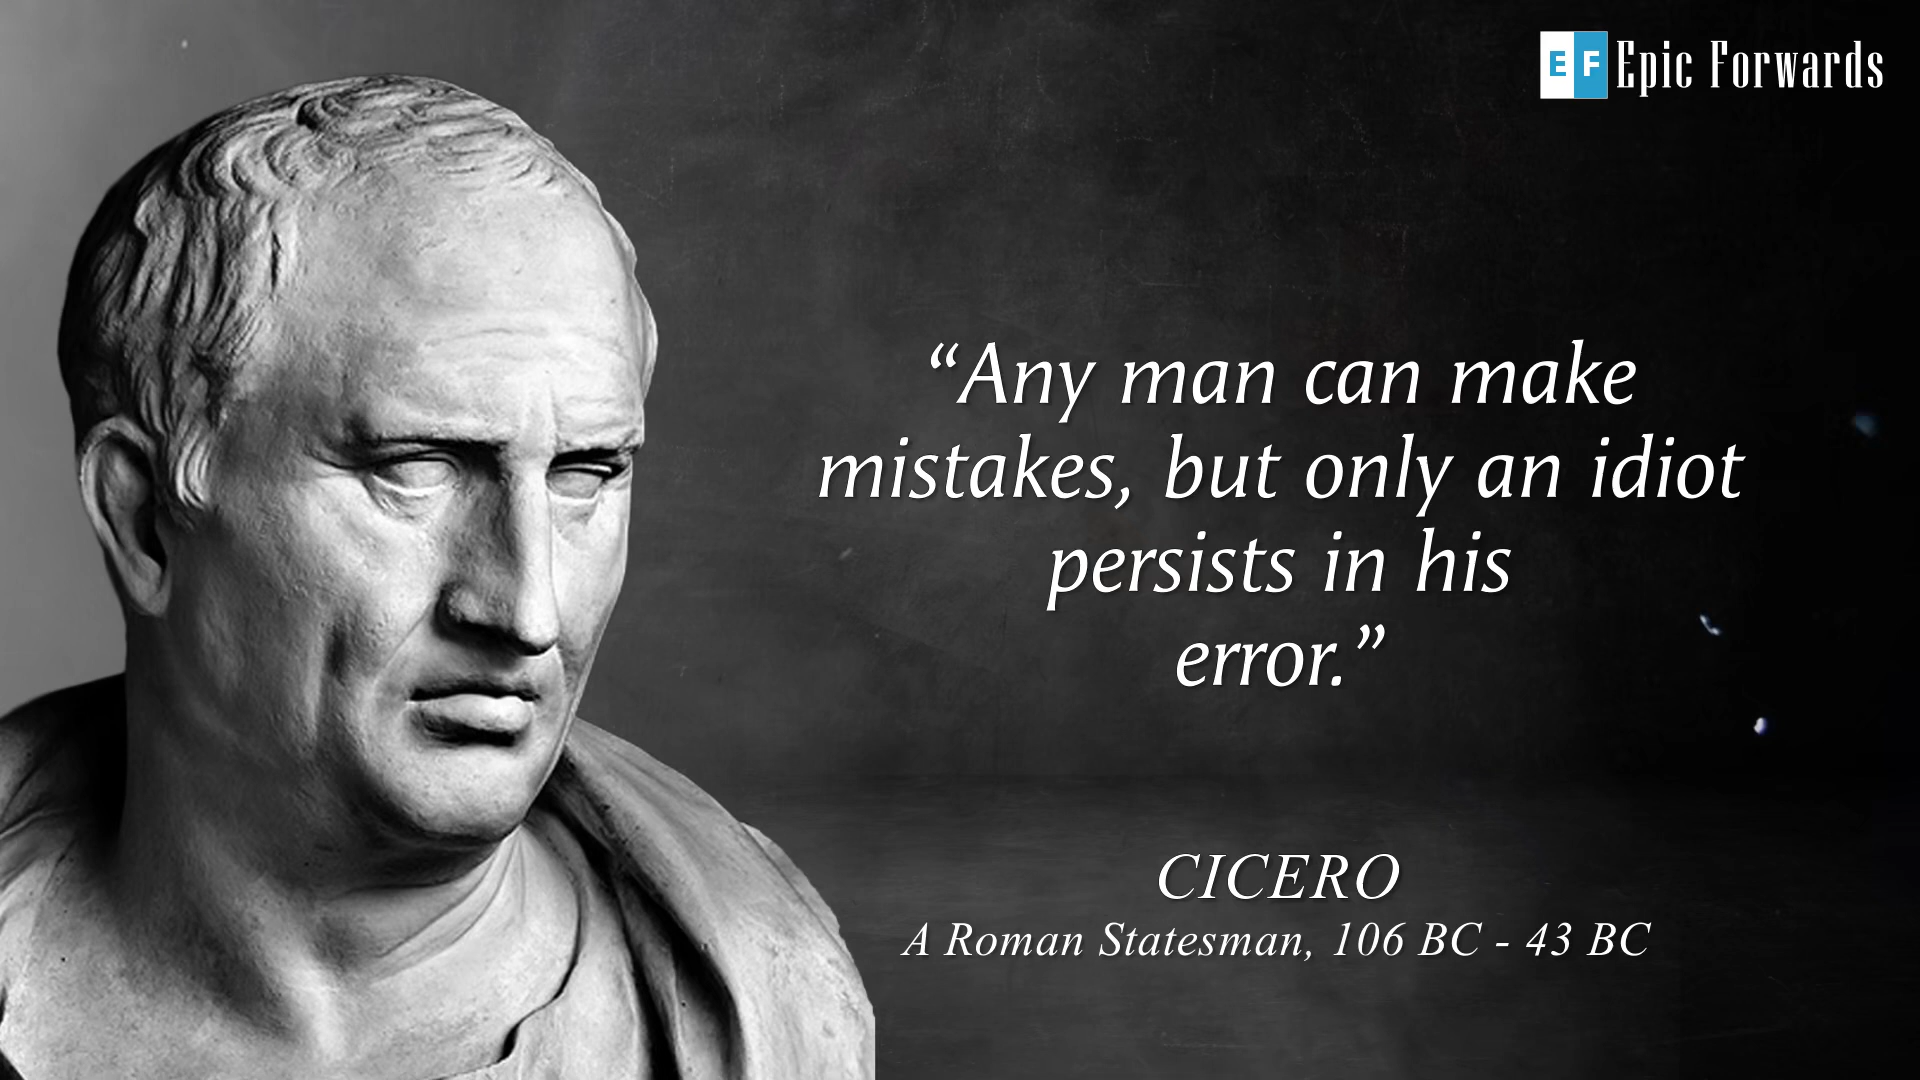 EF Epic Forwards
“Any man can make
mistakes, but only an idiot
persists in his
error.”
CICERO
A Roman Statesman, 106 BC - 43 BC